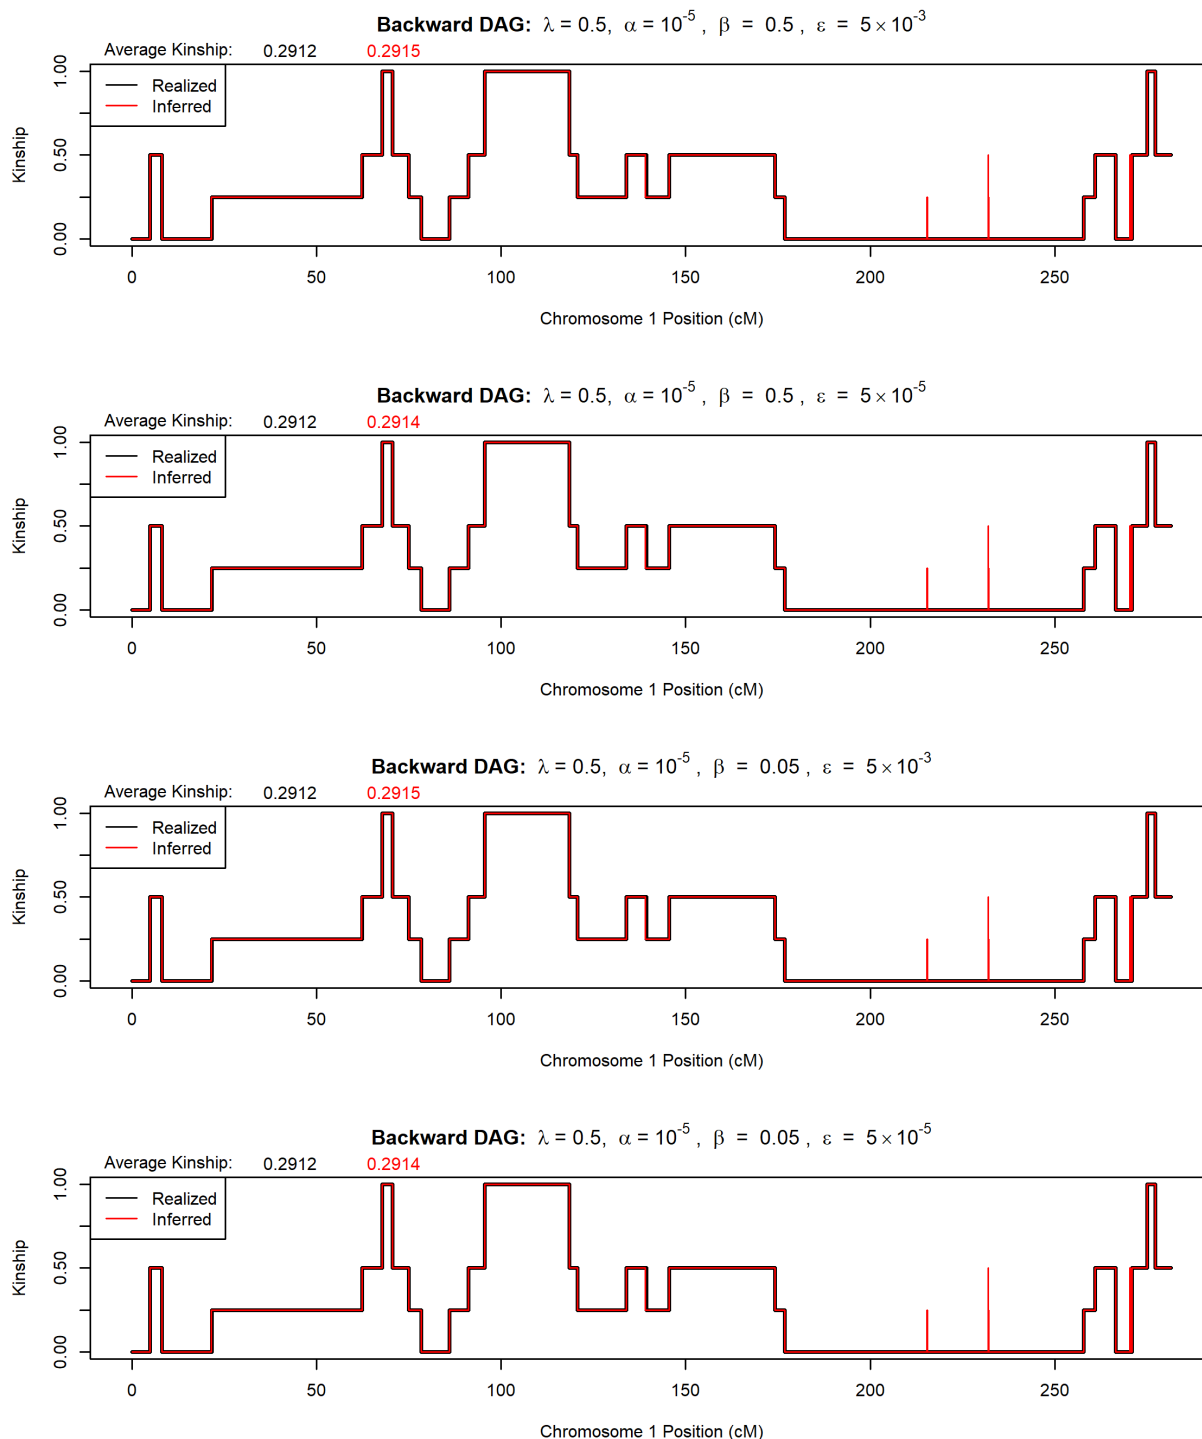 Backward DAG: λ = 0.5, α = 10^-5 , β = 0.5 , ε = 5 × 10^-3
Average Kinship: 0.2912 0.2915
Realized
Inferred
Kinship
1.00
0.50
0.00
0 50 100 150 200 250
Chromosome 1 Position (cM)
Backward DAG: λ = 0.5, α = 10^-5 , β = 0.5 , ε = 5 × 10^-5
Average Kinship: 0.2912 0.2914
Realized
Inferred
Kinship
1.00
0.50
0.00
0 50 100 150 200 250
Chromosome 1 Position (cM)
Backward DAG: λ = 0.5, α = 10^-5 , β = 0.05 , ε = 5 × 10^-3
Average Kinship: 0.2912 0.2915
Realized
Inferred
Kinship
1.00
0.50
0.00
0 50 100 150 200 250
Chromosome 1 Position (cM)
Backward DAG: λ = 0.5, α = 10^-5 , β = 0.05 , ε = 5 × 10^-5
Average Kinship: 0.2912 0.2914
Realized
Inferred
Kinship
1.00
0.50
0.00
0 50 100 150 200 250
Chromosome 1 Position (cM)